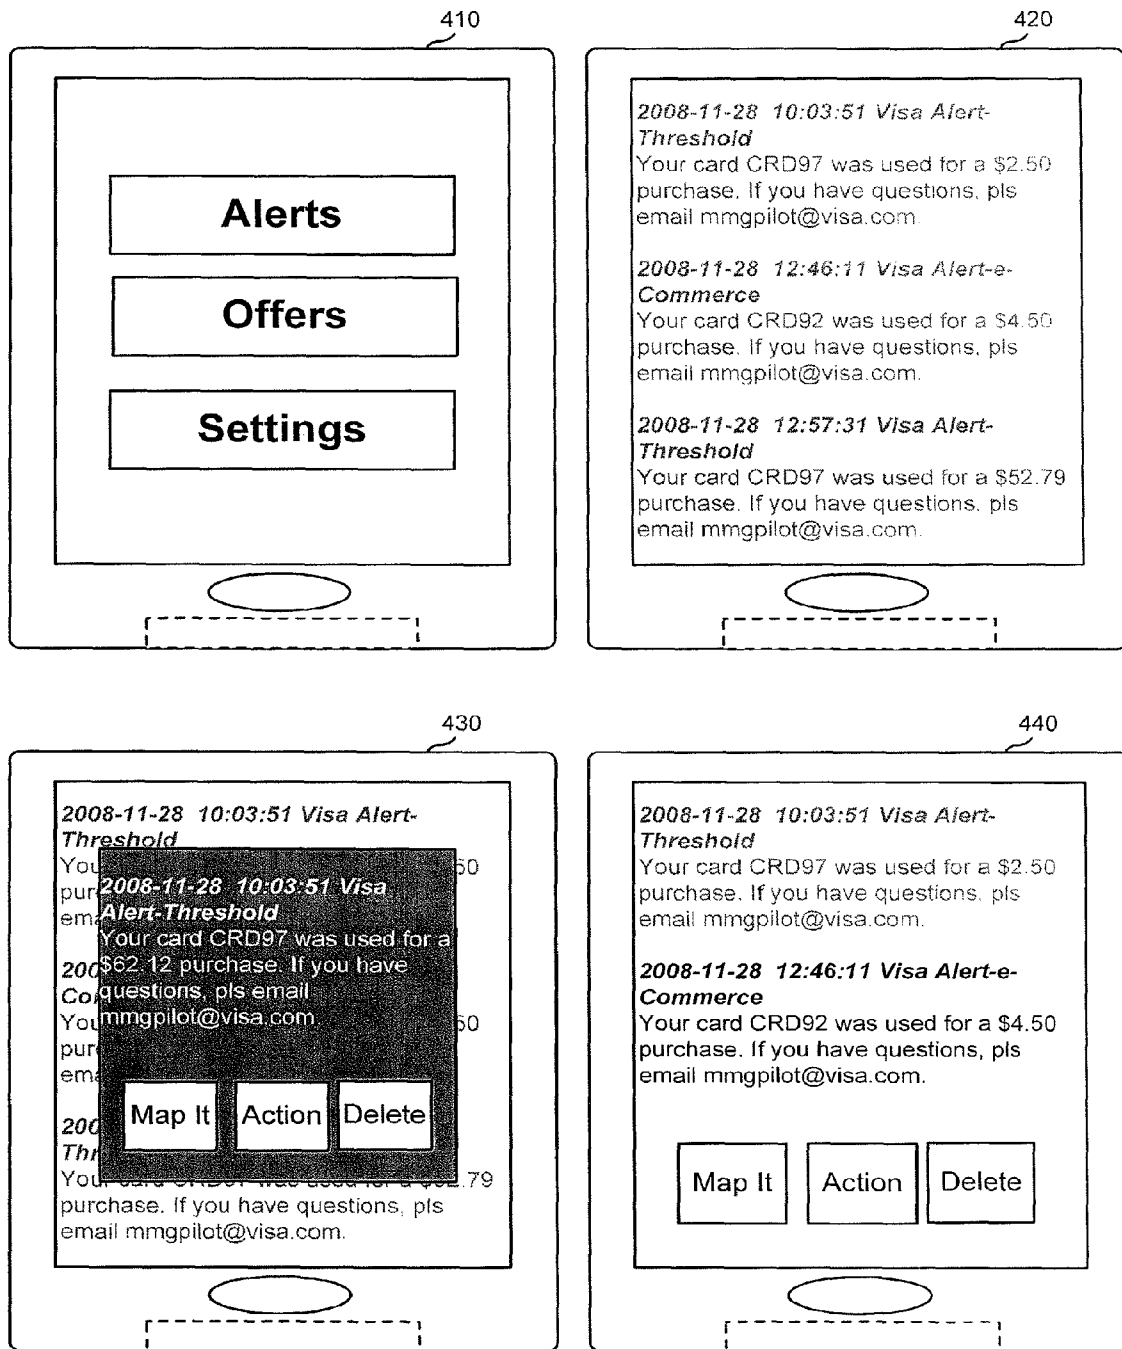 410
Alerts
Offers
Settings
420
2008-11-28 10:03:51 Visa Alert-
Threshold
Your card CRD97 was used for a $2.50
purchase. If you have questions, pls
email mmgpilot@visa.com.
2008-11-28 12:46:11 Visa Alert-e-
Commerce
Your card CRD92 was used for a $4.50
purchase. If you have questions, pls
email mmgpilot@visa.com.
2008-11-28 12:57:31 Visa Alert-
Threshold
Your card CRD97 was used for a $52.79
purchase. If you have questions, pls
email mmgpilot@visa.com.
430
2008-11-28 10:03:51 Visa Alert-
Threshold
2008-11-28 10:03:51 Visa
Alert-Threshold
Your card CRD97 was used for a
$62.12 purchase. If you have
questions, pls email
mmgpilot@visa.com.
Map It Action Delete
purchase. If you have questions, pls
email mmgpilot@visa.com.
440
2008-11-28 10:03:51 Visa Alert-
Threshold
Your card CRD97 was used for a $2.50
purchase. If you have questions, pls
email mmgpilot@visa.com.
2008-11-28 12:46:11 Visa Alert-e-
Commerce
Your card CRD92 was used for a $4.50
purchase. If you have questions, pls
email mmgpilot@visa.com.
Map It Action Delete